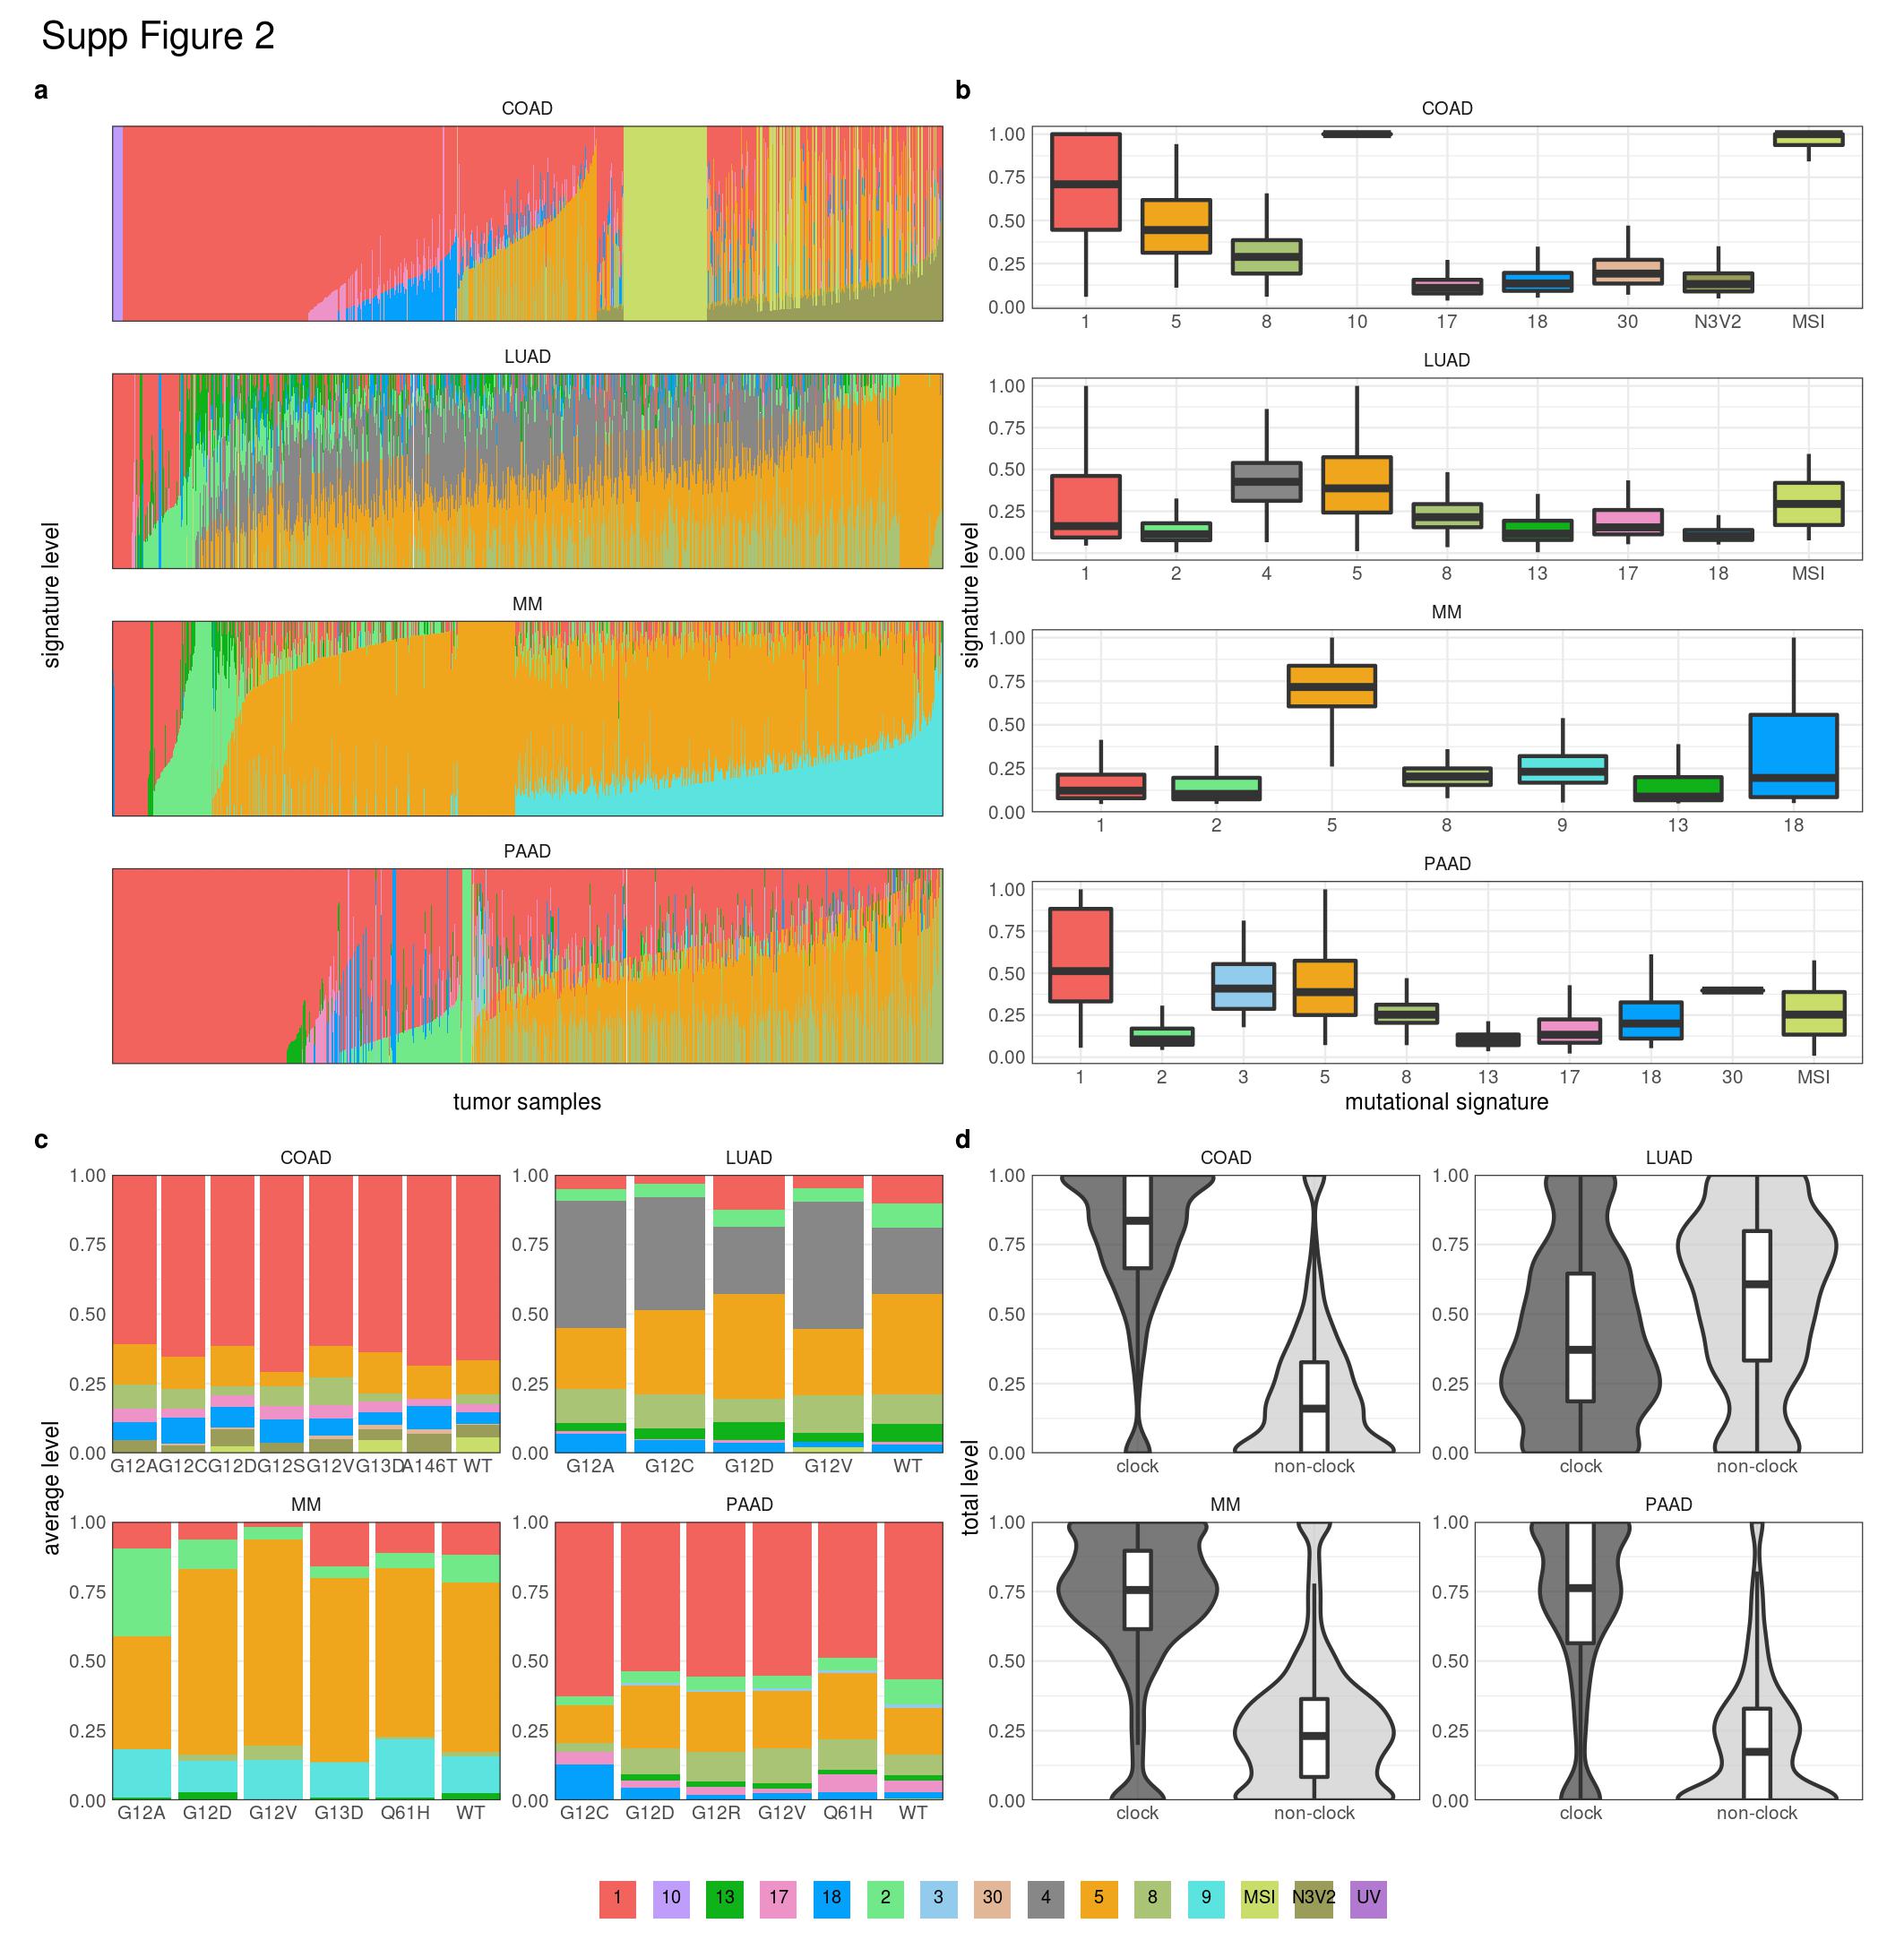 Supp Figure 2
a
COAD
LUAD
signature level
MM
PAAD
tumor samples
b
COAD
1.00
0.75
0.50
0.25
0.00
1 5 8 10 17 18 30 N3V2 MSI
LUAD
1.00
0.75
0.50
0.25
0.00
1 2 4 5 8 13 17 18 MSI
signature level
MM
1.00
0.75
0.50
0.25
0.00
1 2 5 8 9 13 18
PAAD
1.00
0.75
0.50
0.25
0.00
1 2 3 5 8 13 17 18 30 MSI
mutational signature
c
COAD
1.00
0.75
0.50
0.25
0.00
G12A G12C G12D G12S G12V G13D A146T WT
LUAD
1.00
0.75
0.50
0.25
0.00
G12A G12C G12D G12V WT
average level
MM
1.00
0.75
0.50
0.25
0.00
G12A G12D G12V G13D Q61H WT
PAAD
1.00
0.75
0.50
0.25
0.00
G12C G12D G12R G12V Q61H WT
d
COAD
1.00
0.75
0.50
0.25
0.00
clock non-clock
LUAD
1.00
0.75
0.50
0.25
0.00
clock non-clock
total level
MM
1.00
0.75
0.50
0.25
0.00
clock non-clock
PAAD
1.00
0.75
0.50
0.25
0.00
clock non-clock
1 10 13 17 18 2 3 30 4 5 8 9 MSI N3V2 UV